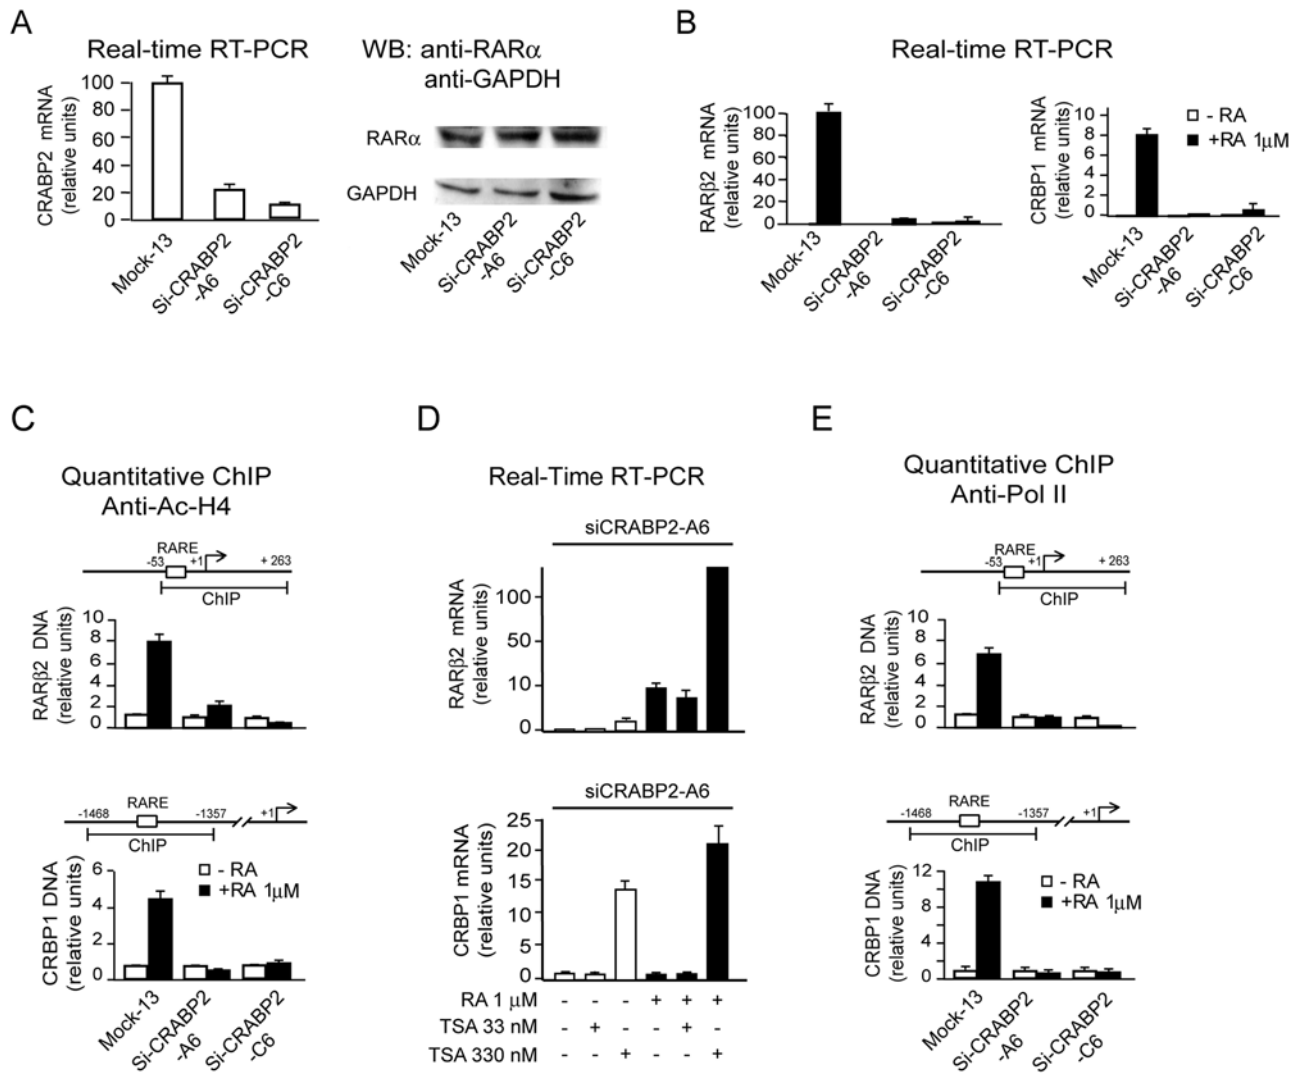 A
Real-time RT-PCR
CRABP2 mRNA
(relative units)
100
80
60
40
20
0
Mock-13
Si-CRABP2
-A6
Si-CRABP2
-C6
WB: anti-RARα
anti-GAPDH
RARα
GAPDH
Mock-13
Si-CRABP2
-A6
Si-CRABP2
-C6
B
Real-time RT-PCR
RARβ2 mRNA
(relative units)
100
80
60
40
20
0
Mock-13
Si-CRABP2
-A6
Si-CRABP2
-C6
CRBP1 mRNA
(relative units)
10
8
6
4
2
0
- RA
+RA 1μM
Mock-13
Si-CRABP2
-A6
Si-CRABP2
-C6
C
Quantitative ChIP
Anti-Ac-H4
RARE
-53
+1
+ 263
ChIP
RARβ2 DNA
(relative units)
10
8
6
4
2
0
RARE
-1468
-1357
+1
ChIP
CRBP1 DNA
(relative units)
6
4
2
0
- RA
+RA 1μM
Mock-13
Si-CRABP2
-A6
Si-CRABP2
-C6
D
Real-Time RT-PCR
siCRABP2-A6
RARβ2 mRNA
(relative units)
100
50
10
0
siCRABP2-A6
CRBP1 mRNA
(relative units)
25
20
15
10
5
0
RA 1 μM - - - + + +
TSA 33 nM - + - - + -
TSA 330 nM - - + - - +
E
Quantitative ChIP
Anti-Pol II
RARE
-53
+1
+ 263
ChIP
RARβ2 DNA
(relative units)
10
8
6
4
2
0
RARE
-1468
-1357
+1
ChIP
CRBP1 DNA
(relative units)
12
8
4
0
- RA
+RA 1μM
Mock-13
Si-CRABP2
-A6
Si-CRABP2
-C6